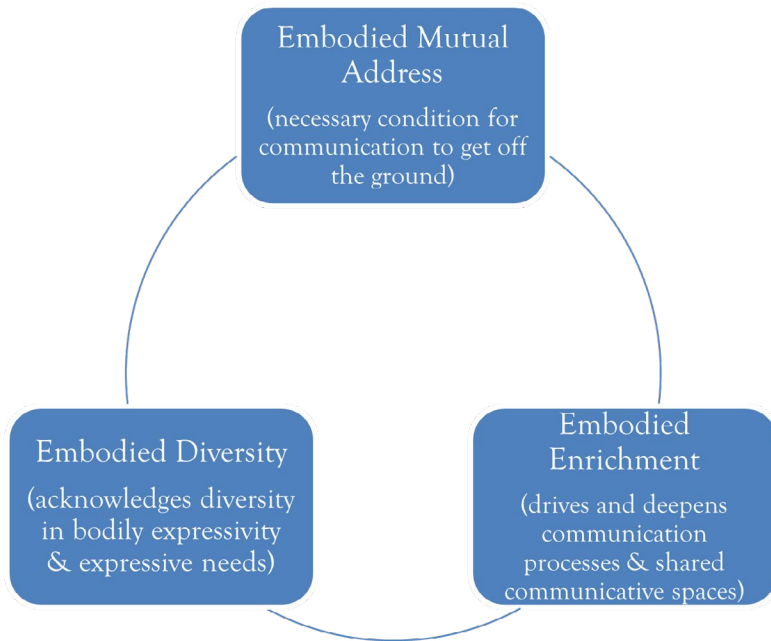 Embodied Mutual
Address
(necessary condition for
communication to get off
the ground)
Embodied Diversity
(acknowledges diversity
in bodily expressivity
& expressive needs)
Embodied
Enrichment
(drives and deepens
communication
processes & shared
communicative spaces)